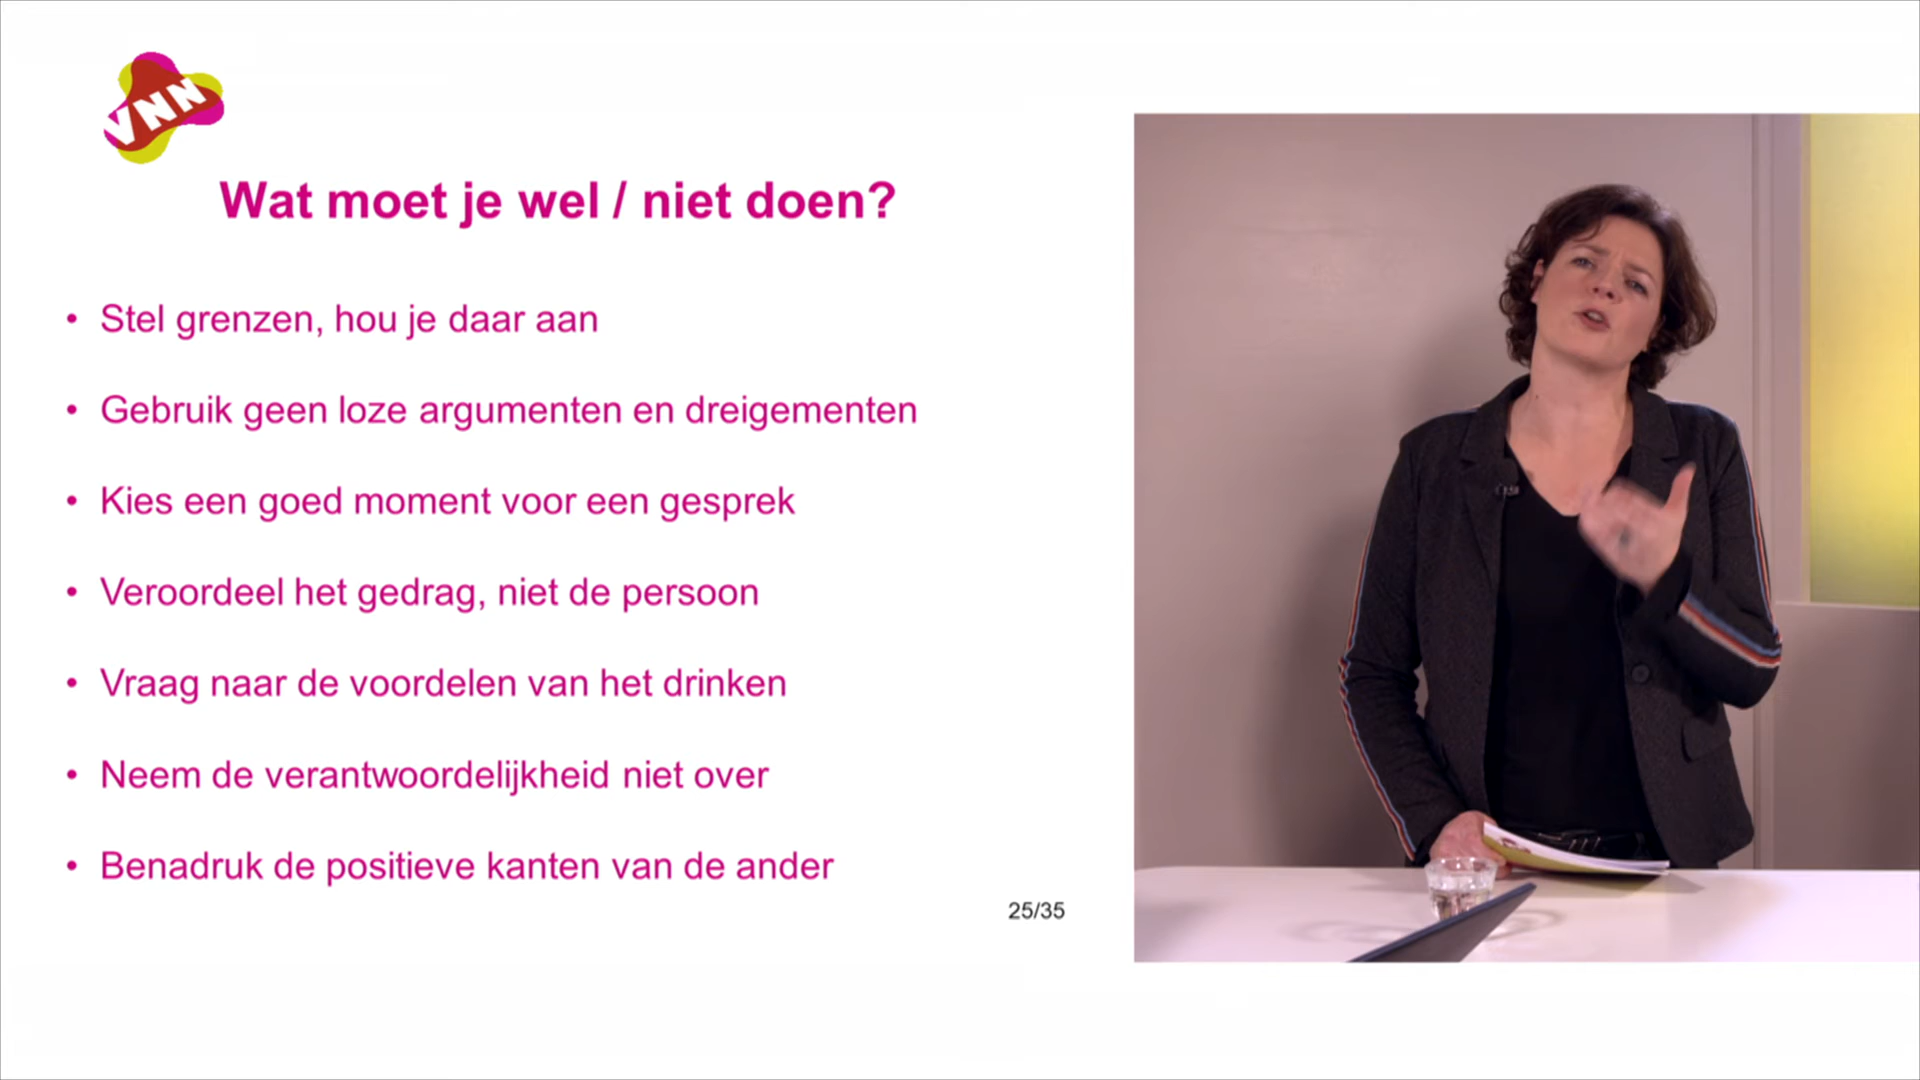 VNN
Wat moet je wel / niet doen?
• Stel grenzen, hou je daar aan
• Gebruik geen loze argumenten en dreigementen
• Kies een goed moment voor een gesprek
• Veroordeel het gedrag, niet de persoon
• Vraag naar de voordelen van het drinken
• Neem de verantwoordelijkheid niet over
• Benadruk de positieve kanten van de ander
25/35